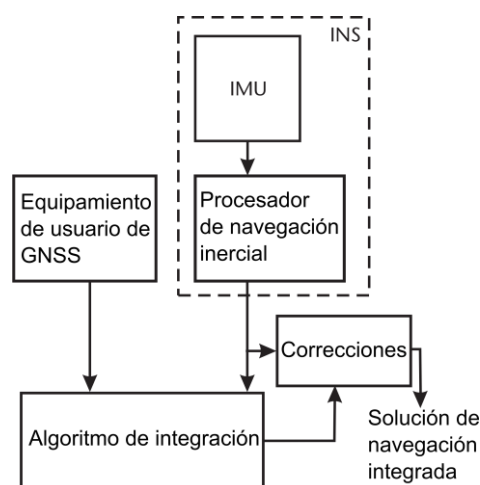 INS
IMU
Equipamiento
de usuario de
GNSS
Procesador
de navegación
inercial
Correcciones
Algoritmo de integración
Solución de
navegación
integrada